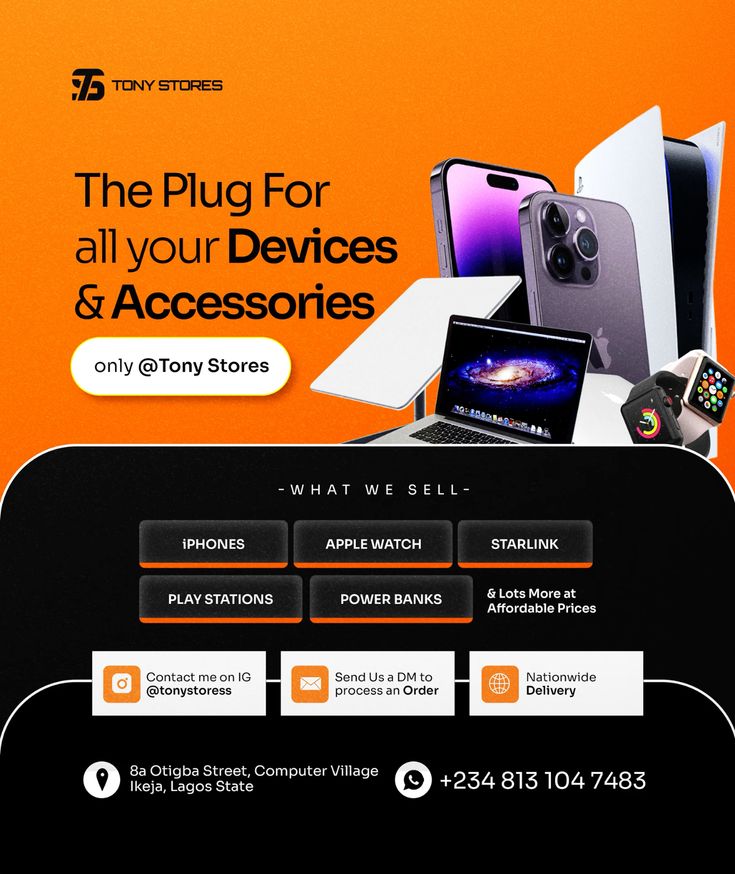 TONY STORES
The Plug For
all your Devices
& Accessories
only @Tony Stores
-WHAT WE SELL-
iPHONES
APPLE WATCH
STARLINK
PLAY STATIONS
POWER BANKS
& Lots More at
Affordable Prices
Contact me on IG
@tonystoress
Send Us a DM to
process an Order
Nationwide
Delivery
8a Otigba Street, Computer Village
Ikeja, Lagos State
+234 813 104 7483